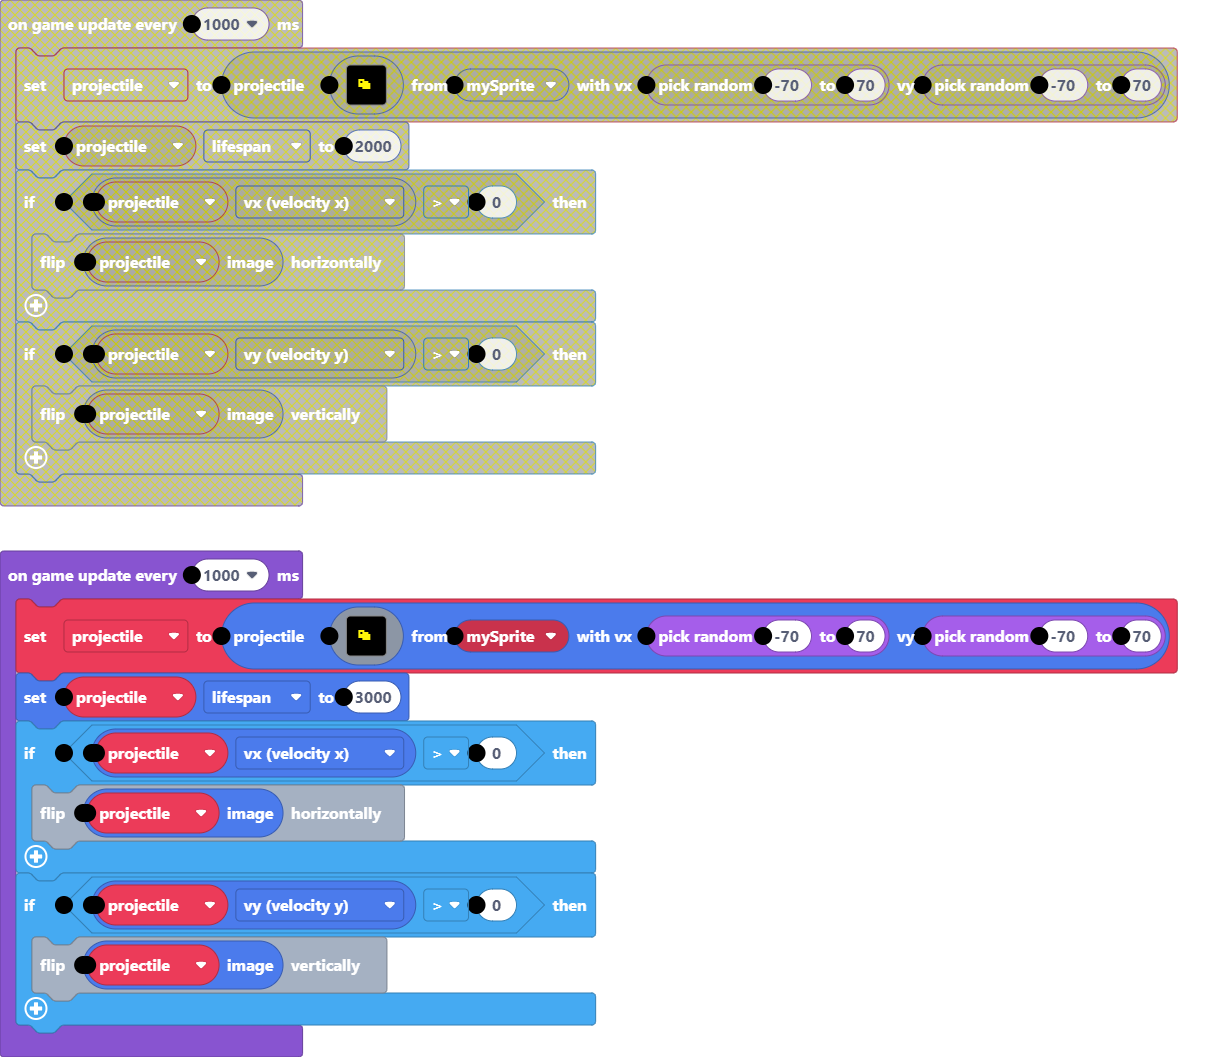 on game update every 1000 ms
set projectile to projectile from mySprite with vx pick random -70 to 70 vy pick random -70 to 70
set projectile lifespan to 2000
if projectile vx (velocity x) > 0 then
flip projectile image horizontally
if projectile vy (velocity y) > 0 then
flip projectile image vertically
on game update every 1000 ms
set projectile to projectile from mySprite with vx pick random -70 to 70 vy pick random -70 to 70
set projectile lifespan to 3000
if projectile vx (velocity x) > 0 then
flip projectile image horizontally
if projectile vy (velocity y) > 0 then
flip projectile image vertically